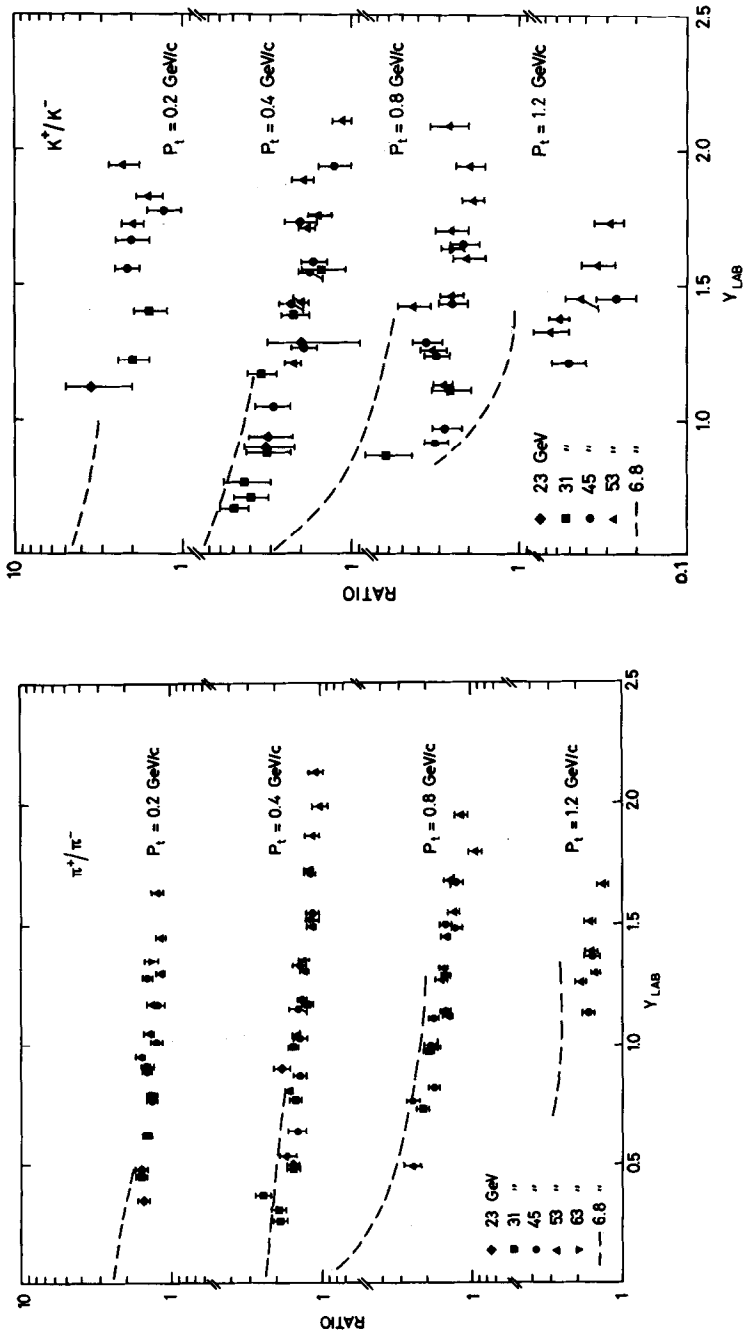 π⁺/π⁻
Pt = 0.2 GeV/c
Pt = 0.4 GeV/c
Pt = 0.8 GeV/c
Pt = 1.2 GeV/c
◆ 23 GeV
■ 31 "
● 45 "
▲ 53 "
▼ 63 "
--- 6.8 "
RATIO
10
1
1
1
1
0.5
1.0
1.5
2.0
2.5
Y LAB
K⁺/K⁻
Pt = 0.2 GeV/c
Pt = 0.4 GeV/c
Pt = 0.8 GeV/c
Pt = 1.2 GeV/c
◆ 23 GeV
■ 31 "
● 45 "
▲ 53 "
--- 6.8 "
RATIO
10
1
1
1
0.1
1.0
1.5
2.0
2.5
Y LAB